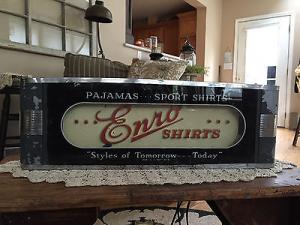 PAJAMAS - - - SPORT SHIRTS
Enro
SHIRTS
"Styles of Tomorrow - - - Today"